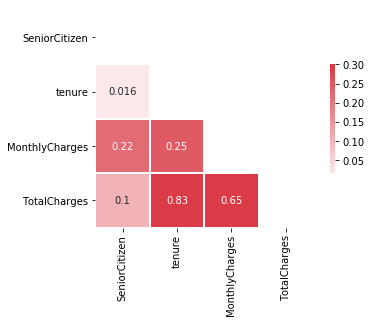 SeniorCitizen
tenure
0.016
MonthlyCharges
0.22
0.25
TotalCharges
0.1
0.83
0.65
SeniorCitizen
tenure
MonthlyCharges
TotalCharges
0.30
0.25
0.20
0.15
0.10
0.05